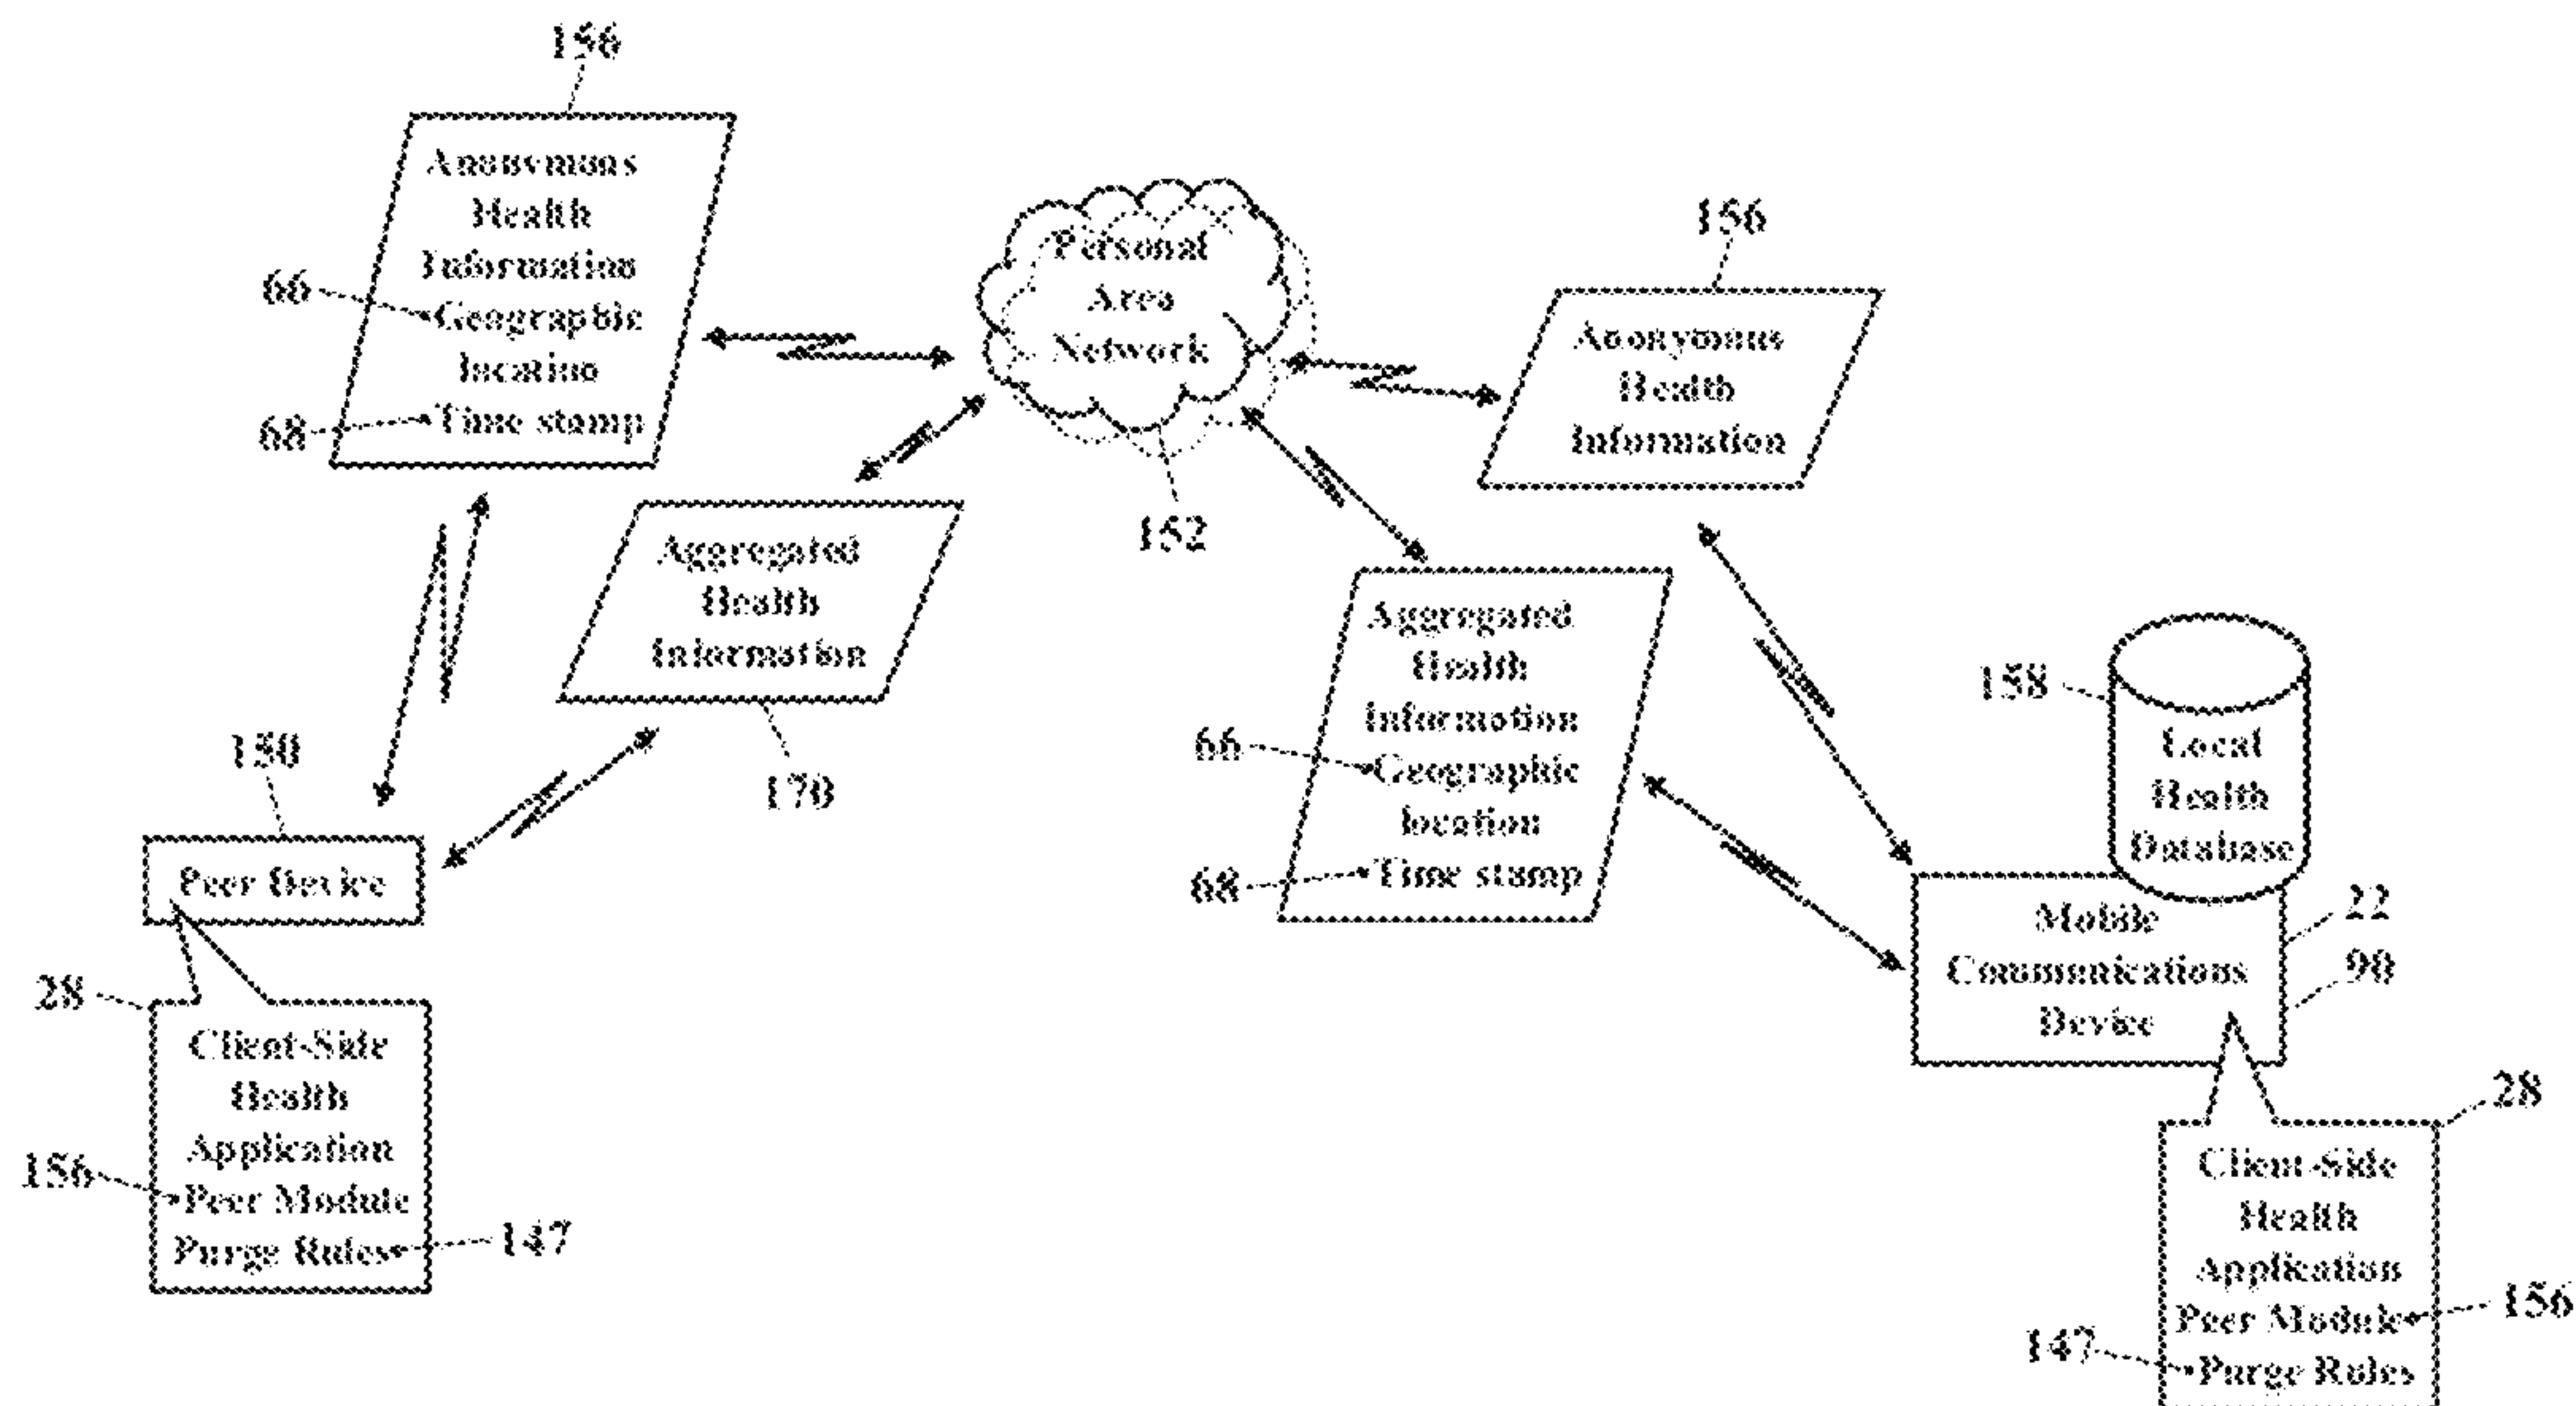 156
Anonymous
Health
Information
66
•Geographic
location
68
•Time stamp
Personal
Area
Network
152
156
Anonymous
Health
Information
Aggregated
Health
Information
170
Aggregated
Health
Information
66
•Geographic
location
68
•Time stamp
158
Local
Health
Database
150
Peer Device
28
Client-Side
Health
Application
156
•Peer Module
Purge Rules•
147
Mobile
Communications
Device
22
90
28
Client-Side
Health
Application
Peer Module•
156
147
•Purge Rules